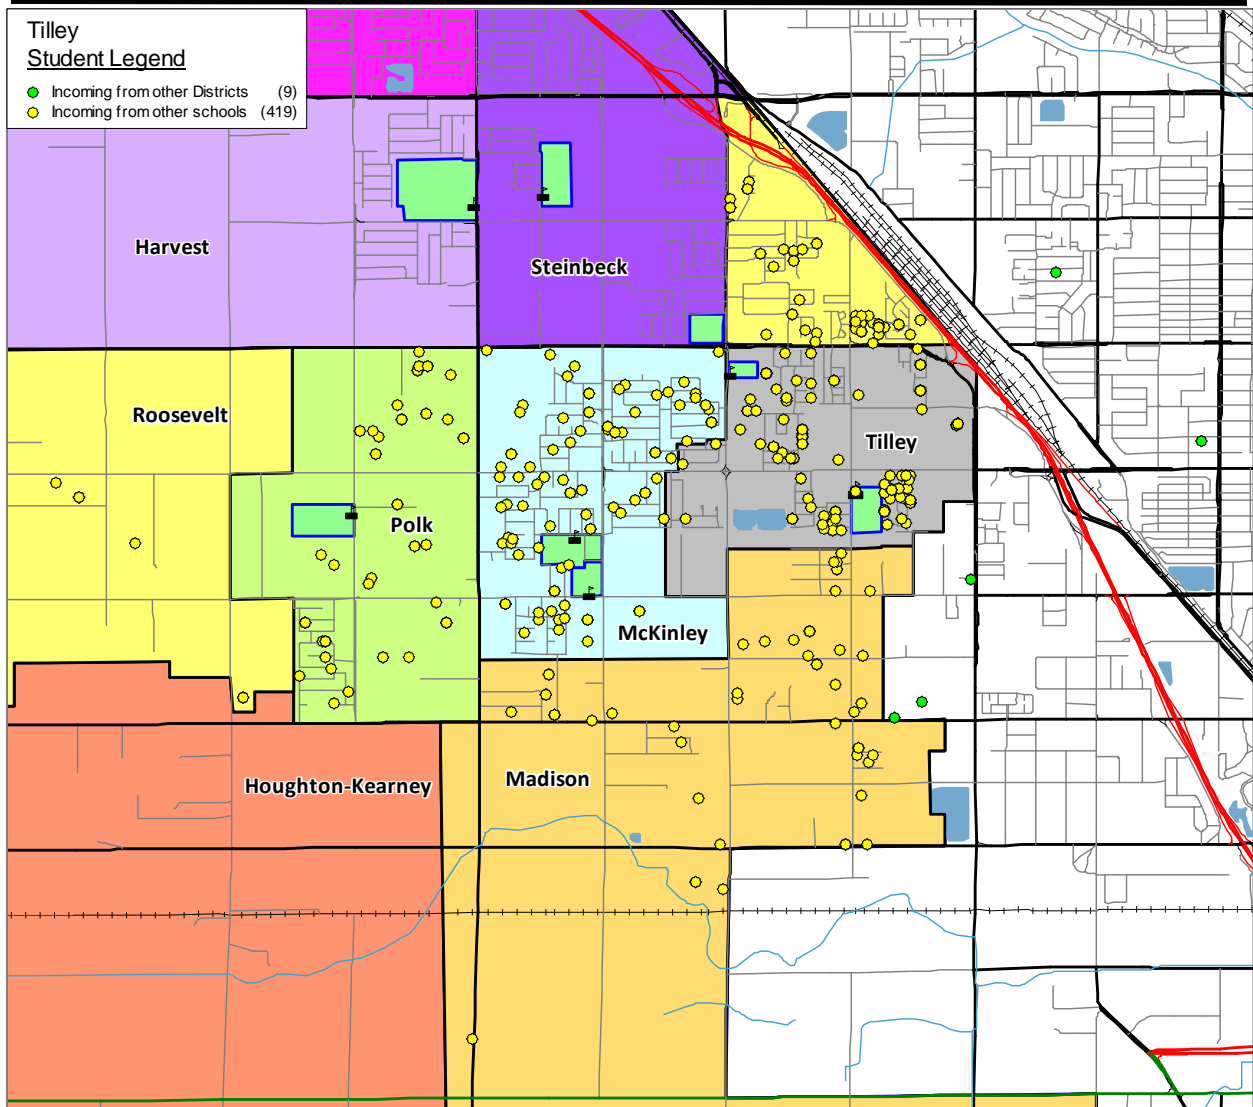 Tilley
Student Legend
Incoming from other Districts (9)
Incoming from other schools (419)
Harvest
Steinbeck
Roosevelt
Tilley
Polk
McKinley
Houghton-Kearney
Madison